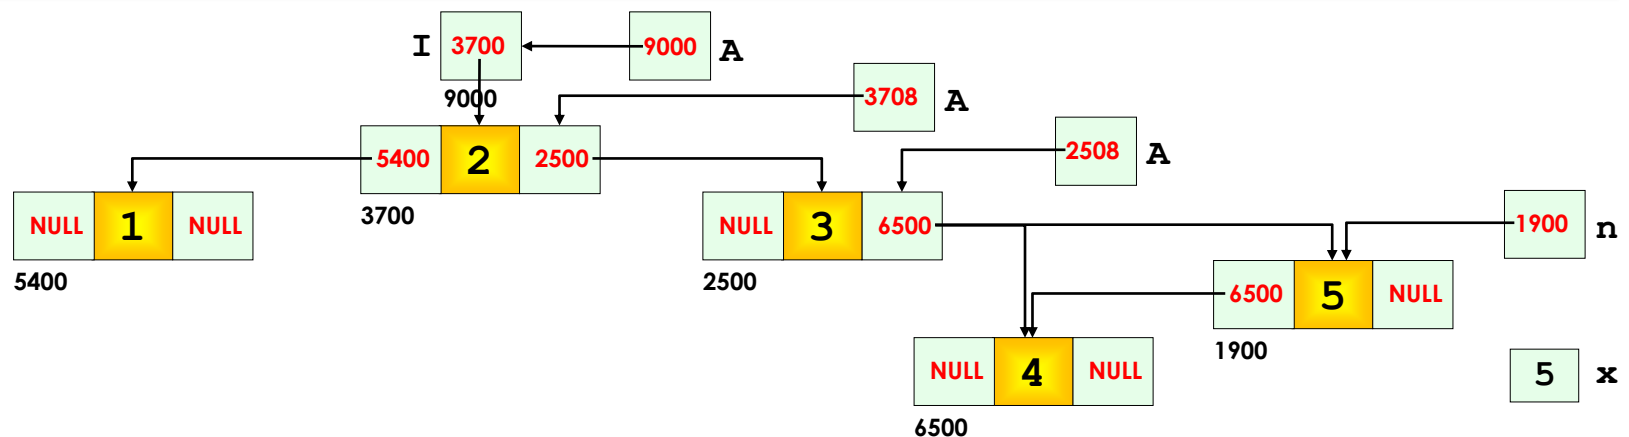 I 3700 9000 A
9000
3708 A
5400 2 2500
2508 A
3700
NULL 1 NULL
NULL 3 6500
1900 n
5400
2500
6500 5 NULL
1900
NULL 4 NULL
5 x
6500